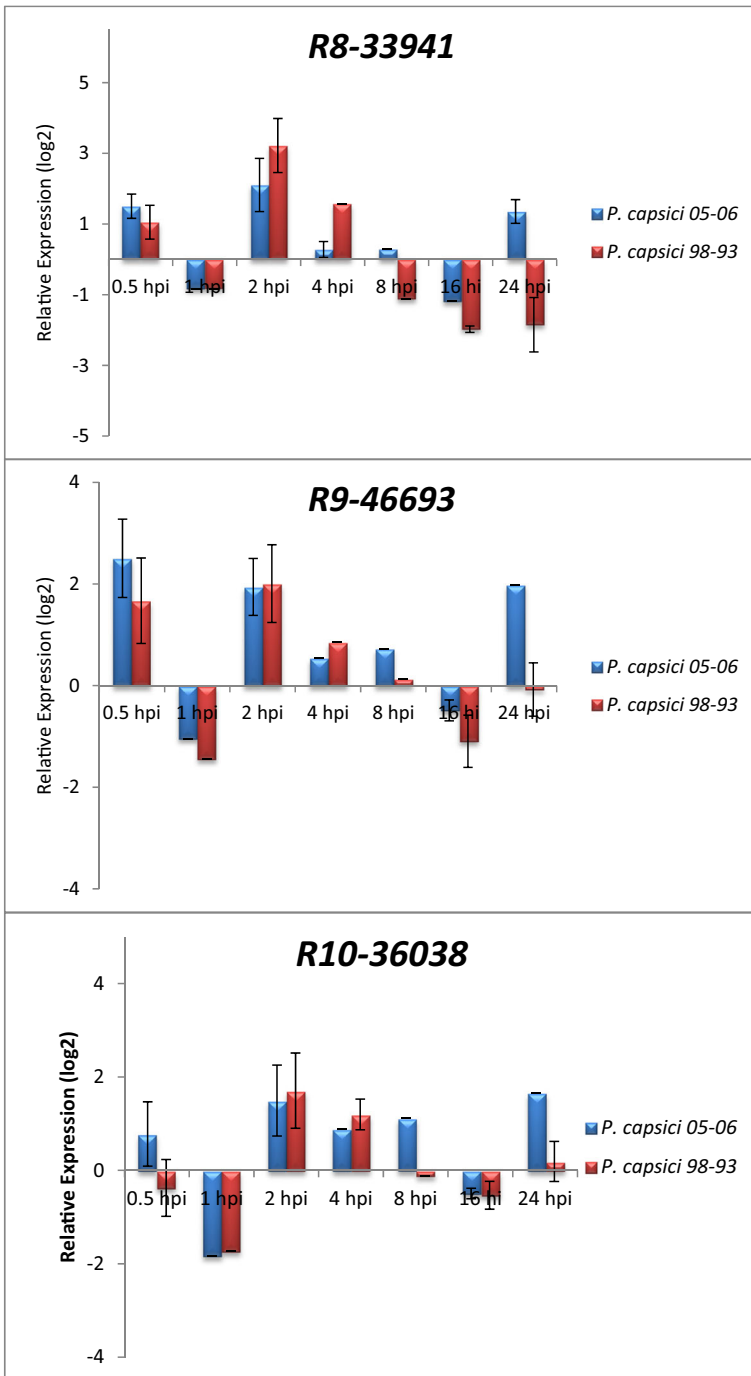 R8-33941
Relative Expression (log2)
5
3
1
-1
-3
-5
0.5 hpi 1 hpi 2 hpi 4 hpi 8 hpi 16 hi 24 hpi
P. capsici 05-06
P. capsici 98-93
R9-46693
Relative Expression (log2)
4
2
0
-2
-4
0.5 hpi 1 hpi 2 hpi 4 hpi 8 hpi 16 hi 24 hpi
P. capsici 05-06
P. capsici 98-93
R10-36038
Relative Expression (log2)
4
2
0
-2
-4
0.5 hpi 1 hpi 2 hpi 4 hpi 8 hpi 16 hi 24 hpi
P. capsici 05-06
P. capsici 98-93